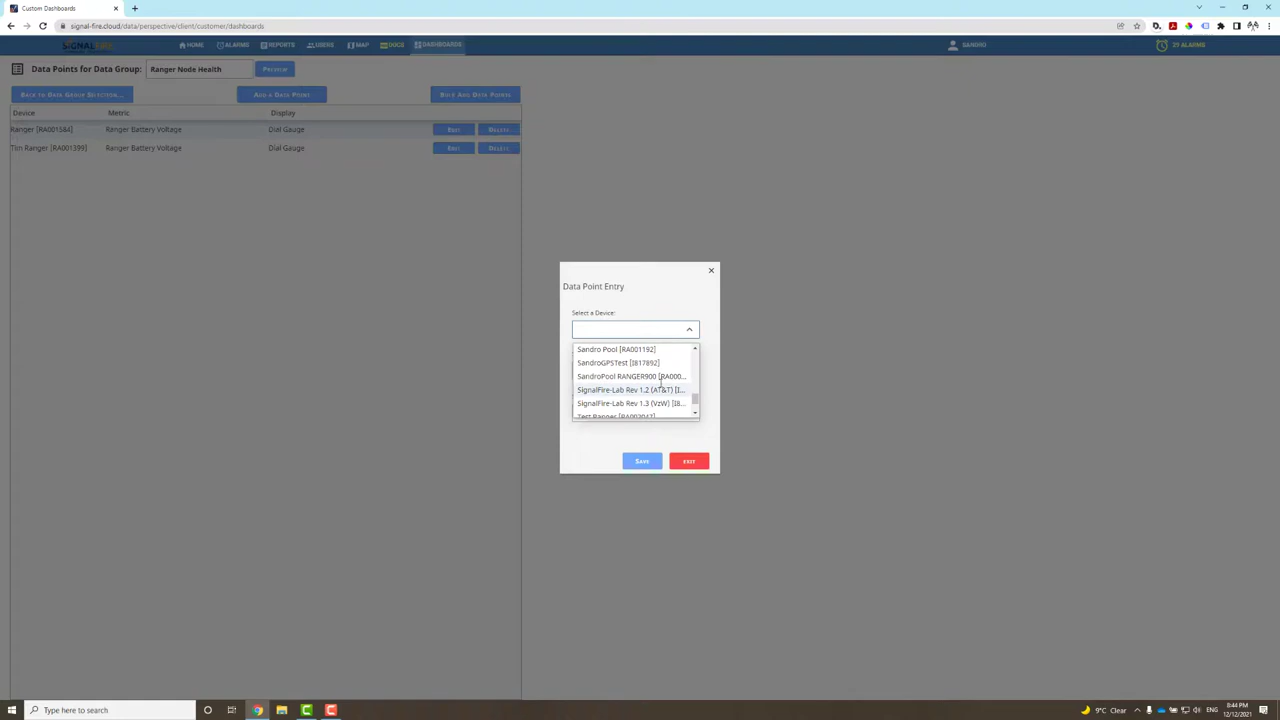 Custom Dashboards
signal-fire.cloud/data/perspective/client/customer/dashboards
SIGNALFIRE
HOME
ALARMS
REPORTS
USERS
MAP
DOCS
DASHBOARDS
SANDRO
29 ALARMS
Data Points for Data Group:
Ranger Node Health
Preview
Back to Data Group Selection...
Add a Data Point
Bulk Add Data Points
Device Metric Display
Ranger [RA001584] Ranger Battery Voltage Dial Gauge Edit Delete
Tim Ranger [RA001399] Ranger Battery Voltage Dial Gauge Edit Delete
Data Point Entry
Select a Device:
Sandro Pool [RA001192]
SandroGPSTest [I817892]
SandroPool RANGER900 [RA000...
SignalFire-Lab Rev 1.2 (AT&T) [I...
SignalFire-Lab Rev 1.3 (VzW) [I8...
Save
Exit
Type here to search
9°C Clear
ENG
8:44 PM
12/12/2021